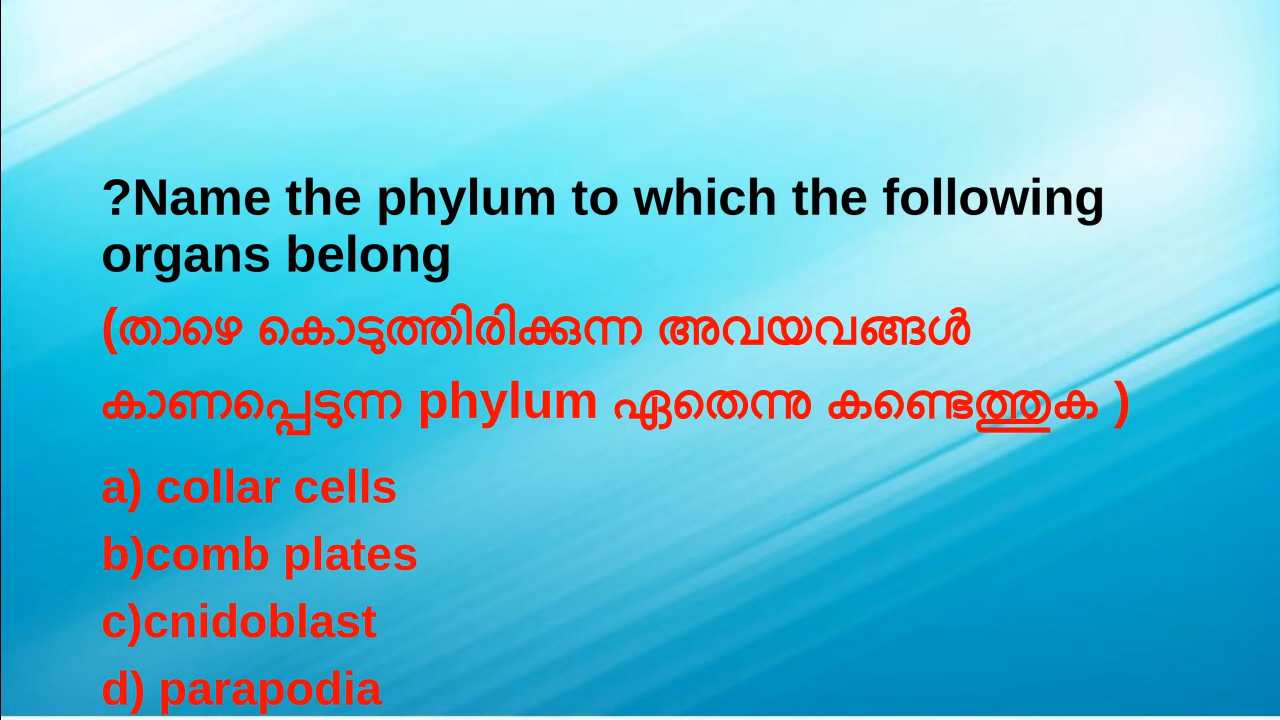 ?Name the phylum to which the following
organs belong
(താഴെ കൊടുത്തിരിക്കുന്ന അവയവങ്ങൾ
കാണപ്പെടുന്ന phylum ഏതെന്നു കണ്ടെത്തുക )
a) collar cells
b)comb plates
c)cnidoblast
d) parapodia